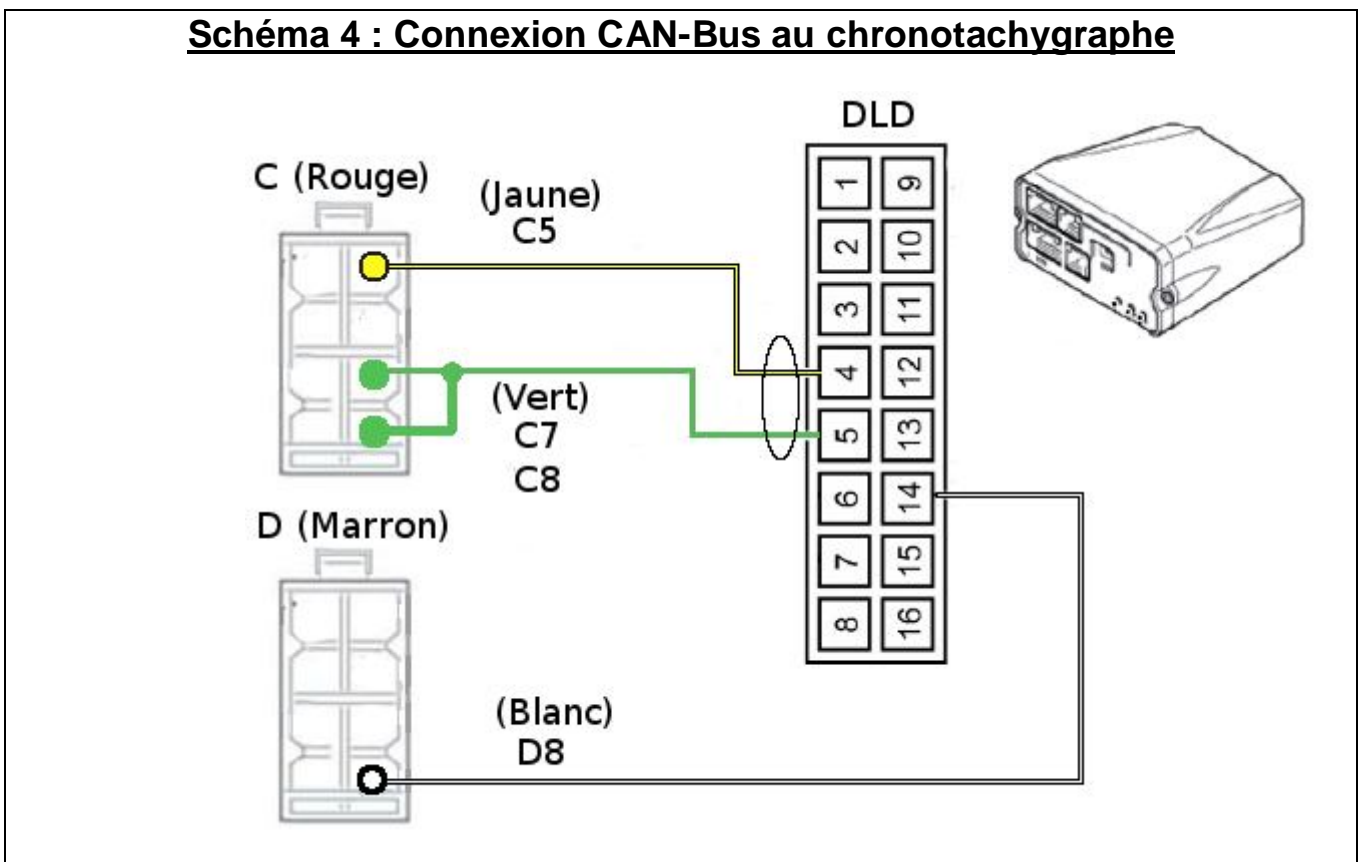 Schéma 4 : Connexion CAN-Bus au chronotachygraphe
DLD
C (Rouge)
(Jaune)
C5
(Vert)
C7
C8
D (Marron)
(Blanc)
D8
1 9
2 10
3 11
4 12
5 13
6 14
7 15
8 16